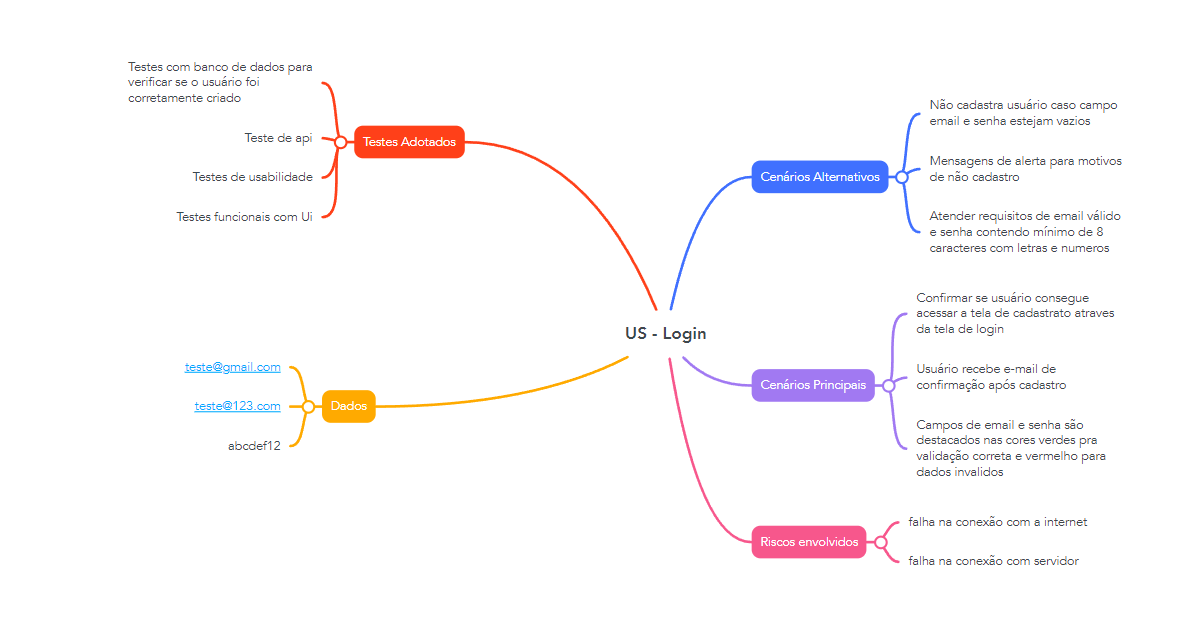 Testes com banco de dados para
verificar se o usuário foi
corretamente criado
Teste de api
Testes de usabilidade
Testes funcionais com Ui
Testes Adotados
Cenários Alternativos
Não cadastra usuário caso campo
email e senha estejam vazios
Mensagens de alerta para motivos
de não cadastro
Atender requisitos de email válido
e senha contendo mínimo de 8
caracteres com letras e numeros
US - Login
teste@gmail.com
teste@123.com
abcdef12
Dados
Cenários Principais
Confirmar se usuário consegue
acessar a tela de cadastrato atraves
da tela de login
Usuário recebe e-mail de
confirmação após cadastro
Campos de email e senha são
destacados nas cores verdes pra
validação correta e vermelho para
dados invalidos
Riscos envolvidos
falha na conexão com a internet
falha na conexão com servidor